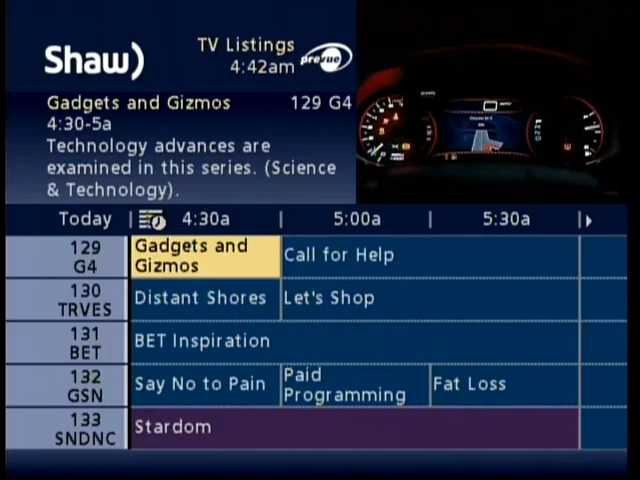 Shaw)
TV Listings
4:42am
prevue
Gadgets and Gizmos 129 G4
4:30-5a
Technology advances are
examined in this series. (Science
& Technology).
Today 4:30a 5:00a 5:30a
129
G4
Gadgets and
Gizmos
Call for Help
130
TRVES
Distant Shores
Let's Shop
131
BET
BET Inspiration
132
GSN
Say No to Pain
Paid
Programming
Fat Loss
133
SNDNC
Stardom